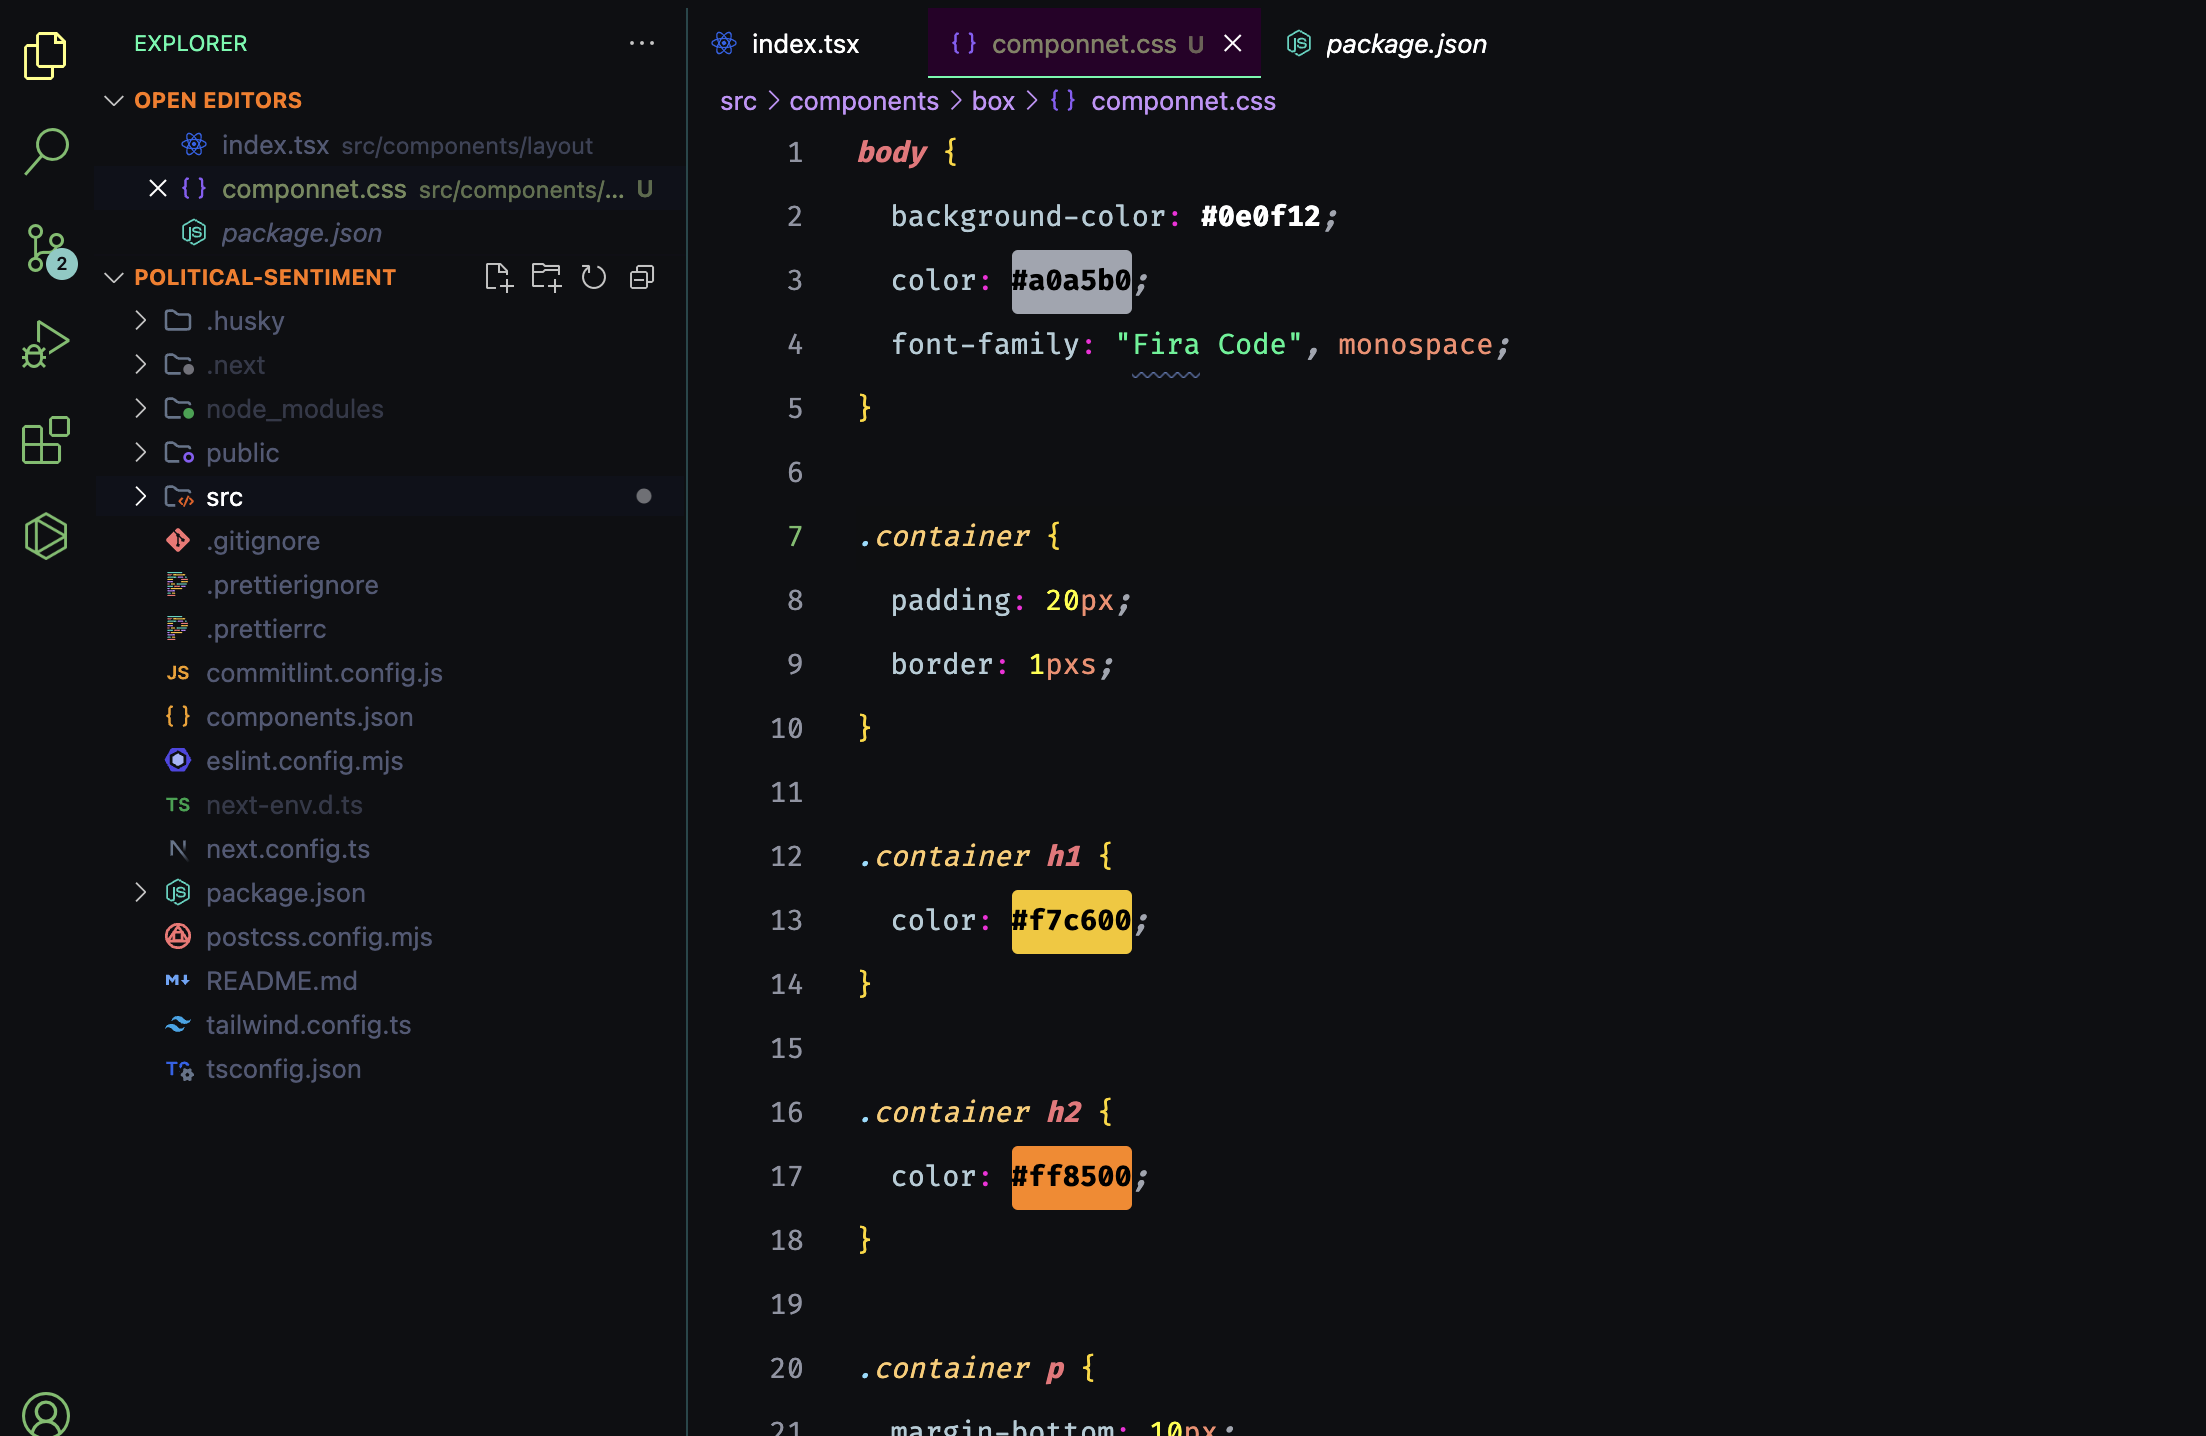 EXPLORER
OPEN EDITORS
index.tsx src/components/layout
componnet.css src/components/... U
package.json
2
POLITICAL-SENTIMENT
.husky
.next
node_modules
public
src
.gitignore
.prettierignore
.prettierrc
JS commitlint.config.js
{ } components.json
eslint.config.mjs
TS next-env.d.ts
next.config.ts
package.json
postcss.config.mjs
README.md
tailwind.config.ts
tsconfig.json
index.tsx
{ } componnet.css U
package.json
src > components > box > { } componnet.css
1 body {
2 background-color: #0e0f12;
3 color: #a0a5b0;
4 font-family: "Fira Code", monospace;
5 }
6
7 .container {
8 padding: 20px;
9 border: 1pxs;
10 }
11
12 .container h1 {
13 color: #f7c600;
14 }
15
16 .container h2 {
17 color: #ff8500;
18 }
19
20 .container p {
21 margin-bottom: 10px;